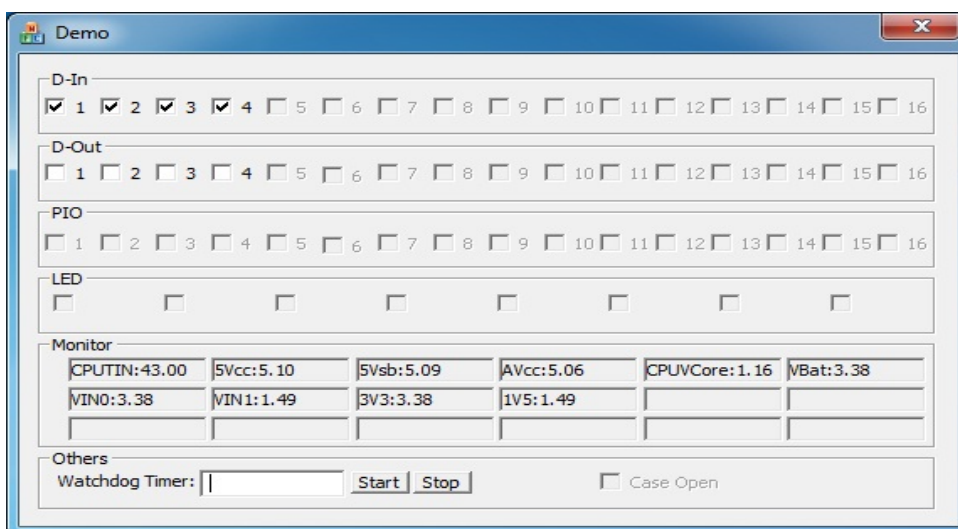 Demo
D-In
1 2 3 4 5 6 7 8 9 10 11 12 13 14 15 16
D-Out
1 2 3 4 5 6 7 8 9 10 11 12 13 14 15 16
PIO
1 2 3 4 5 6 7 8 9 10 11 12 13 14 15 16
LED
Monitor
CPUTIN:43.00 5Vcc:5.10 5Vsb:5.09 AVcc:5.06 CPUVCore:1.16 VBat:3.38
VIN0:3.38 VIN1:1.49 3V3:3.38 1V5:1.49
Others
Watchdog Timer: Start Stop Case Open